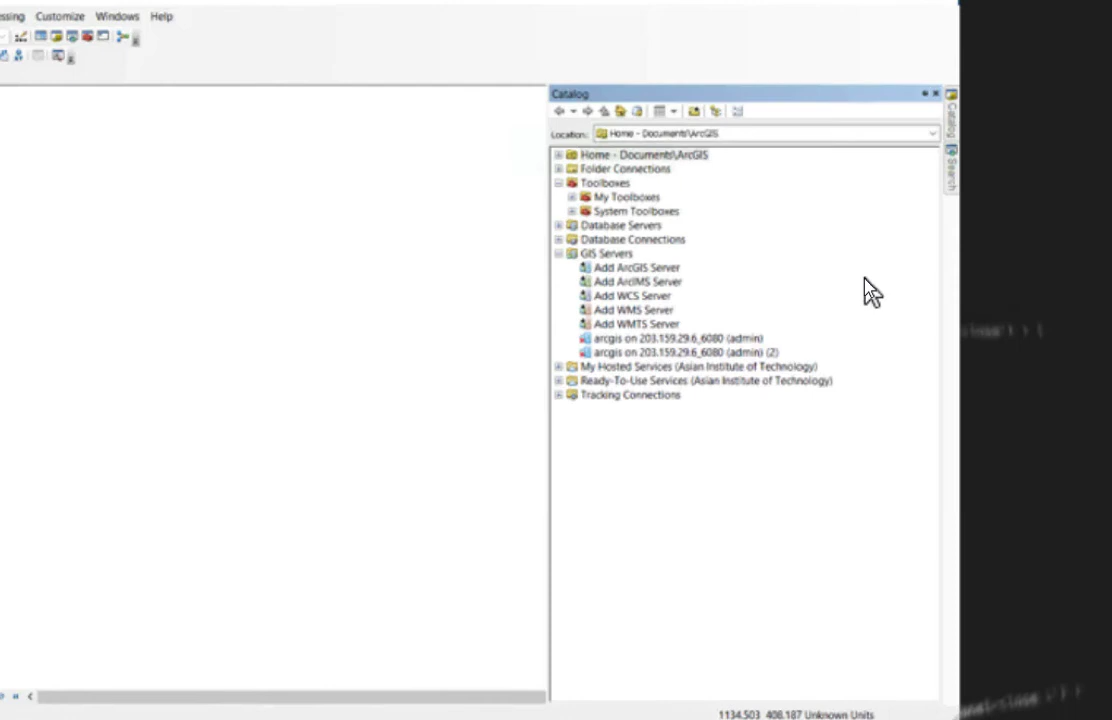 Customize Windows Help
Catalog
Location: Home - Documents\ArcGIS
Home - Documents\ArcGIS
Folder Connections
Toolboxes
My Toolboxes
System Toolboxes
Database Servers
Database Connections
GIS Servers
Add ArcGIS Server
Add ArcIMS Server
Add WCS Server
Add WMS Server
Add WMTS Server
arcgis on 203.159.29.6_6080 (admin)
arcgis on 203.159.29.6_6080 (admin) (2)
My Hosted Services (Asian Institute of Technology)
Ready-To-Use Services (Asian Institute of Technology)
Tracking Connections
Catalog
Search
1134.503 408.187 Unknown Units